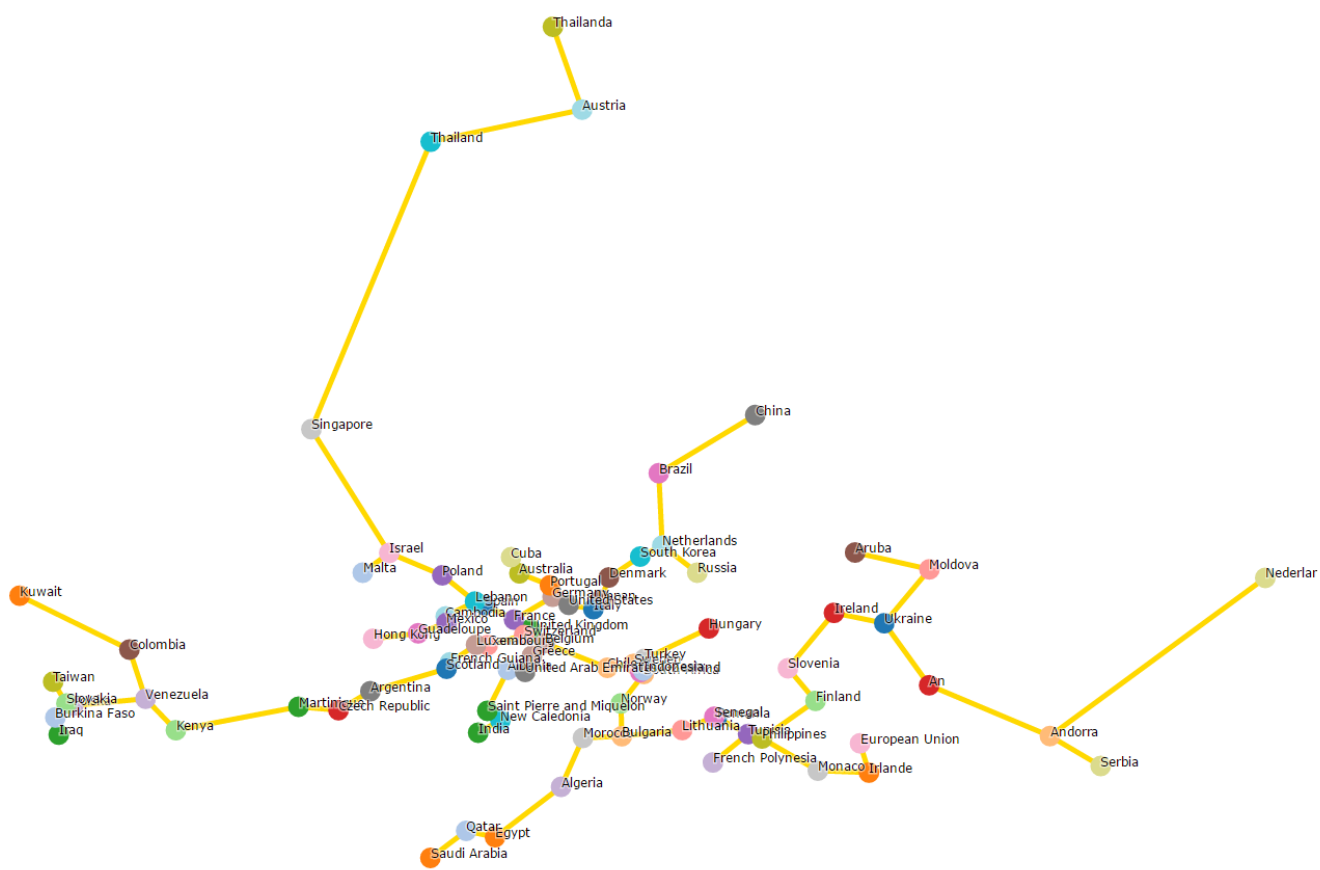 Thailanda
Austria
Thailand
China
Singapore
Brazil
Netherlands
Israel
Cuba
South Korea
Aruba
Malta
Poland
Australia
Portugal
Denmark
Russia
Moldova
Nederlar
Kuwait
Lebanon
Germany
United States
Italy
Cambodia
Mexico
France
Ireland
Ukraine
Hong Kong
Guadeloupe
United Kingdom
Switzerland
Hungary
Colombia
Luxembourg
Belgium
Greece
Turkey
French Guiana
Scotland
United Arab Emirates
Indonesia
Slovenia
Taiwan
Argentina
An
Slovakia
Venezuela
Martinique
Czech Republic
Saint Pierre and Miquelon
Norway
Finland
Burkina Faso
New Caledonia
Senegal
Iraq
Kenya
India
Morocco
Bulgaria
Lithuania
Tunisia
Philippines
European Union
Andorra
French Polynesia
Monaco
Irlande
Serbia
Algeria
Qatar
Egypt
Saudi Arabia